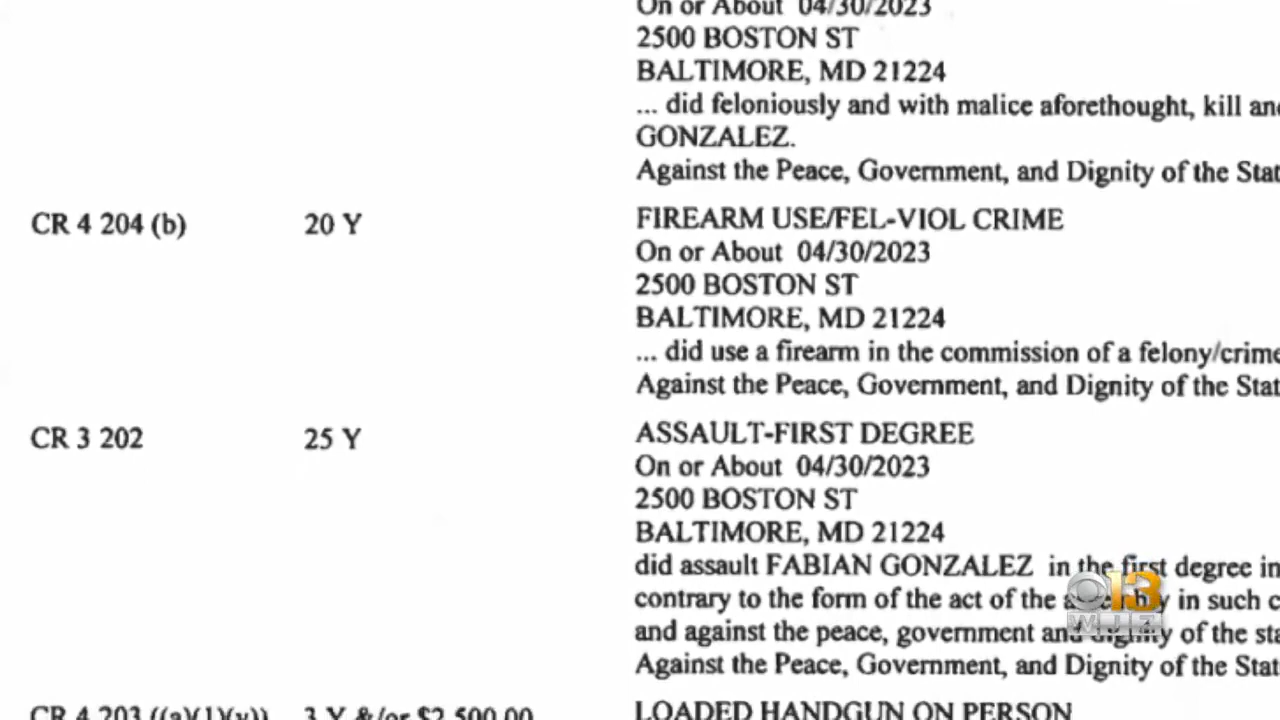 On or About 04/30/2023
2500 BOSTON ST
BALTIMORE, MD 21224
... did feloniously and with malice aforethought, kill and
GONZALEZ.
Against the Peace, Government, and Dignity of the Stat
CR 4 204 (b) 20 Y FIREARM USE/FEL-VIOL CRIME
On or About 04/30/2023
2500 BOSTON ST
BALTIMORE, MD 21224
... did use a firearm in the commission of a felony/crime
Against the Peace, Government, and Dignity of the Stat
CR 3 202 25 Y ASSAULT-FIRST DEGREE
On or About 04/30/2023
2500 BOSTON ST
BALTIMORE, MD 21224
did assault FABIAN GONZALEZ in the first degree in
contrary to the form of the act of the in such c
and against the peace, government and dignity of the sta
Against the Peace, Government, and Dignity of the Stat
CR 4 203 ((a)(1)(v)) 3 Y &/or $2,500.00 LOADED HANDGUN ON PERSON
13
WJZ